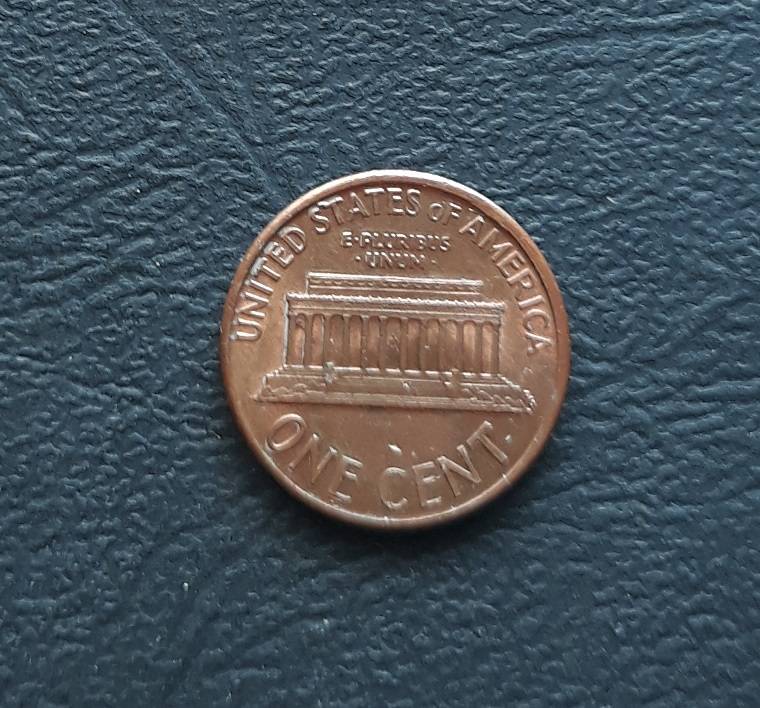 UNITED STATES OF AMERICA
E·PLURIBUS
·UNUM·
ONE CENT